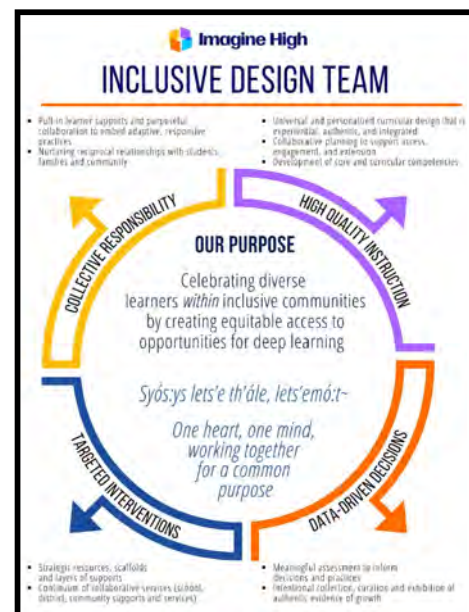 Imagine High
INCLUSIVE DESIGN TEAM
• Pull-in learner supports and purposeful
collaboration to embed adaptive, responsive
practices
• Nurturing reciprocal relationships with students,
families and community
• Universal and personalized curricular design that is
experiential, authentic, and integrated
• Collaborative planning to support access,
engagement, and extension
• Development of core and curricular competencies
COLLECTIVE RESPONSIBILITY
HIGH QUALITY INSTRUCTION
OUR PURPOSE
Celebrating diverse
learners within inclusive communities
by creating equitable access to
opportunities for deep learning
Syós:ys lets'e th'ále, lets'emó:t~
One heart, one mind,
working together
for a common
purpose
TARGETED INTERVENTIONS
DATA-DRIVEN DECISIONS
• Strategic resources, scaffolds
and layers of supports
• Continuum of collaborative services (school,
district, community supports and services)
• Meaningful assessment to inform
decisions and practices
• Intentional collection, curation and exhibition of
authentic evidence of growth